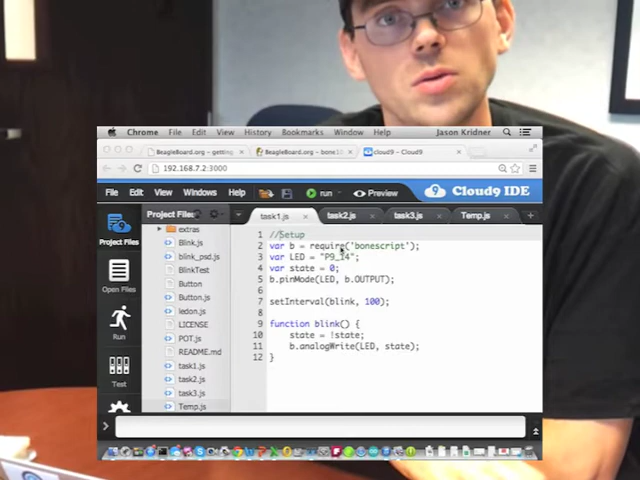 Chrome File Edit View History Bookmarks Window Help Jason Kridner
BeagleBoard.org - getting
BeagleBoard.org - bone1
cloud9 - Cloud9
192.168.7.2:3000
File Edit View Windows Help run Preview Cloud9 IDE
Project Files
task1.js
task2.js
task3.js
Temp.js
Project Files
Open Files
Run
Test
extras
Blink.js
blink_psd.js
BlinkTest
Button
Button.js
ledon.js
LICENSE
POT.js
README.md
task1.js
task2.js
task3.js
Temp.js
1 //Setup
2 var b = require('bonescript');
3 var LED = "P9_14";
4 var state = 0;
5 b.pinMode(LED, b.OUTPUT);
6
7 setInterval(blink, 100);
8
9 function blink() {
10 state = !state;
11 b.analogWrite(LED, state);
12 }